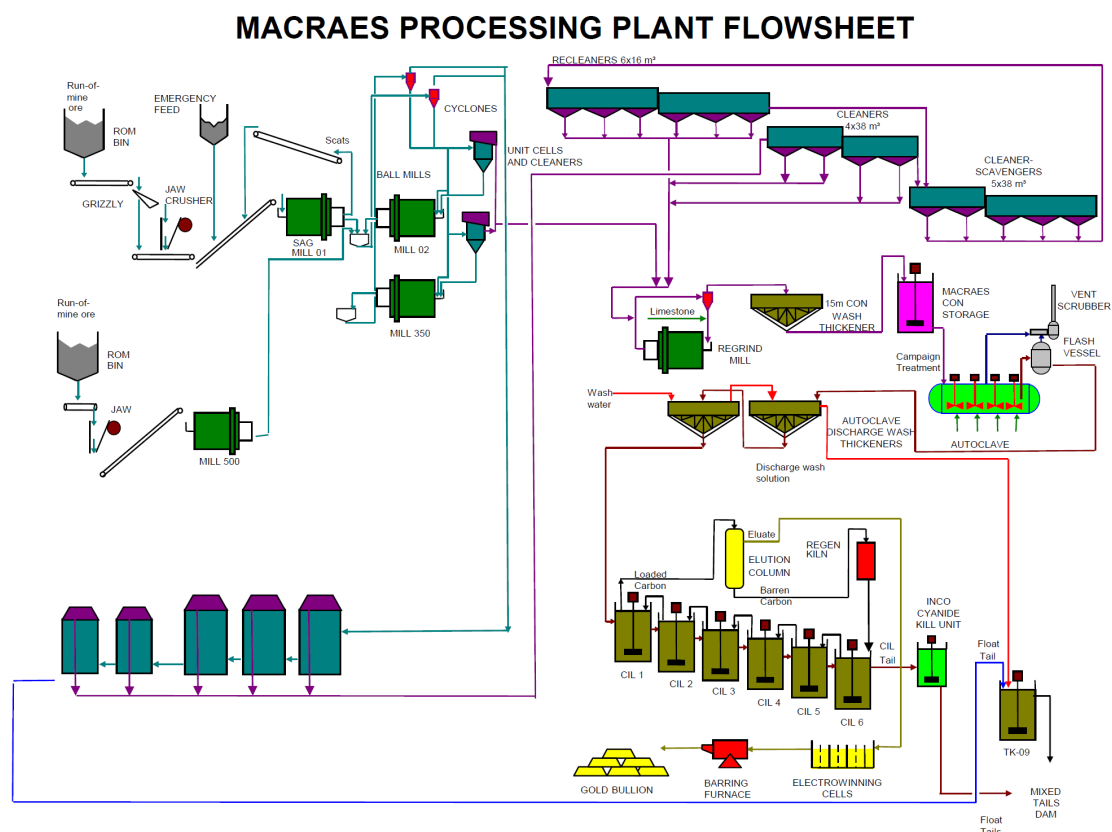 MACRAES PROCESSING PLANT FLOWSHEET
Run-of-
mine
ore
ROM
BIN
EMERGENCY
FEED
GRIZZLY
JAW
CRUSHER
Scats
SAG
MILL 01
BALL MILLS
MILL 02
MILL 350
CYCLONES
UNIT CELLS
AND CLEANERS
RECLEANERS 6x16 m³
CLEANERS
4x38 m³
CLEANER-
SCAVENGERS
5x38 m³
Run-of-
mine ore
ROM
BIN
JAW
MILL 500
Limestone
REGRIND
MILL
15m CON
WASH
THICKENER
MACRAES
CON
STORAGE
VENT
SCRUBBER
FLASH
VESSEL
Campaign
Treatment
AUTOCLAVE
Wash
water
AUTOCLAVE
DISCHARGE WASH
THICKENERS
Discharge wash
solution
Eluate
ELUTION
COLUMN
REGEN
KILN
Loaded
Carbon
Barren
Carbon
INCO
CYANIDE
KILL UNIT
CIL
Tail
Float
Tail
CIL 1
CIL 2
CIL 3
CIL 4
CIL 5
CIL 6
TK-09
GOLD BULLION
BARRING
FURNACE
ELECTROWINNING
CELLS
MIXED
TAILS
DAM
Float
Tails